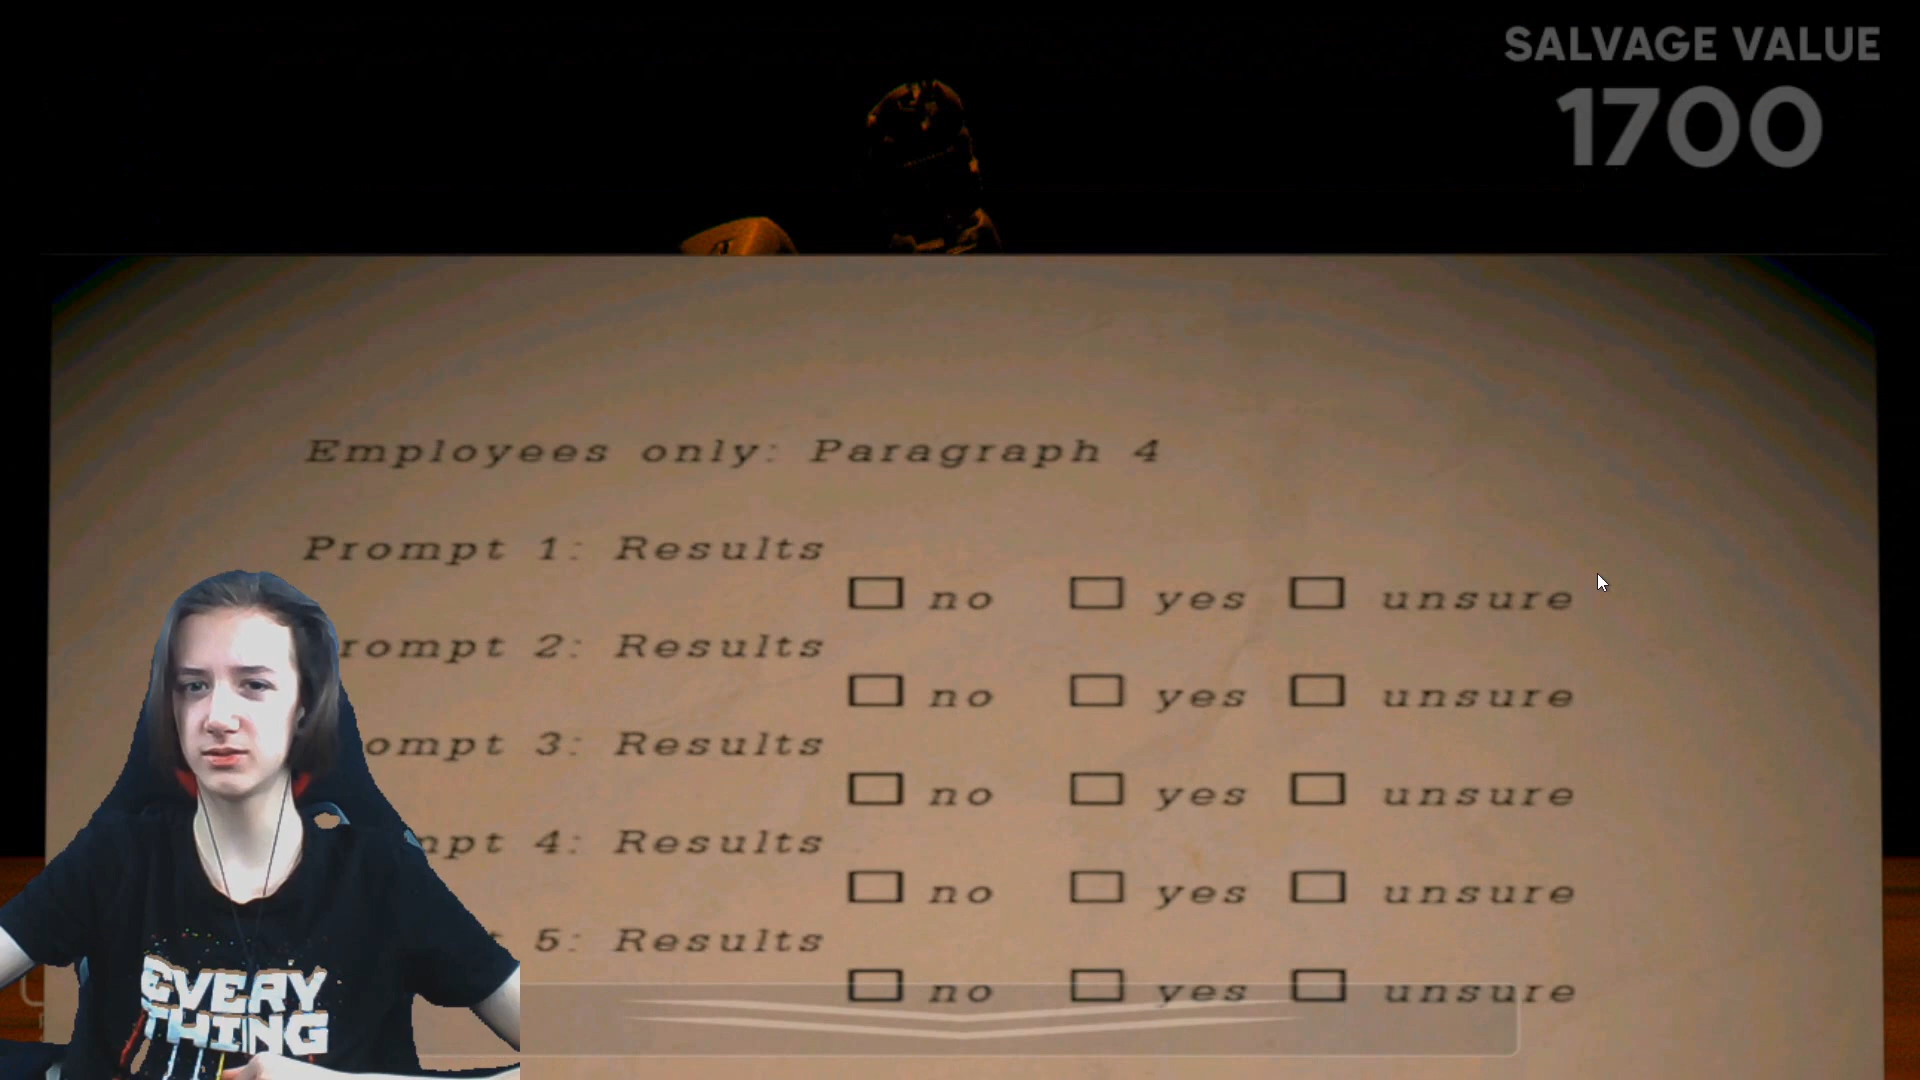 SALVAGE VALUE
1700
Employees only: Paragraph 4
Prompt 1: Results
no yes unsure
rompt 2: Results
no yes unsure
ompt 3: Results
no yes unsure
mpt 4: Results
no yes unsure
t 5: Results
no yes unsure
EVERY
THING